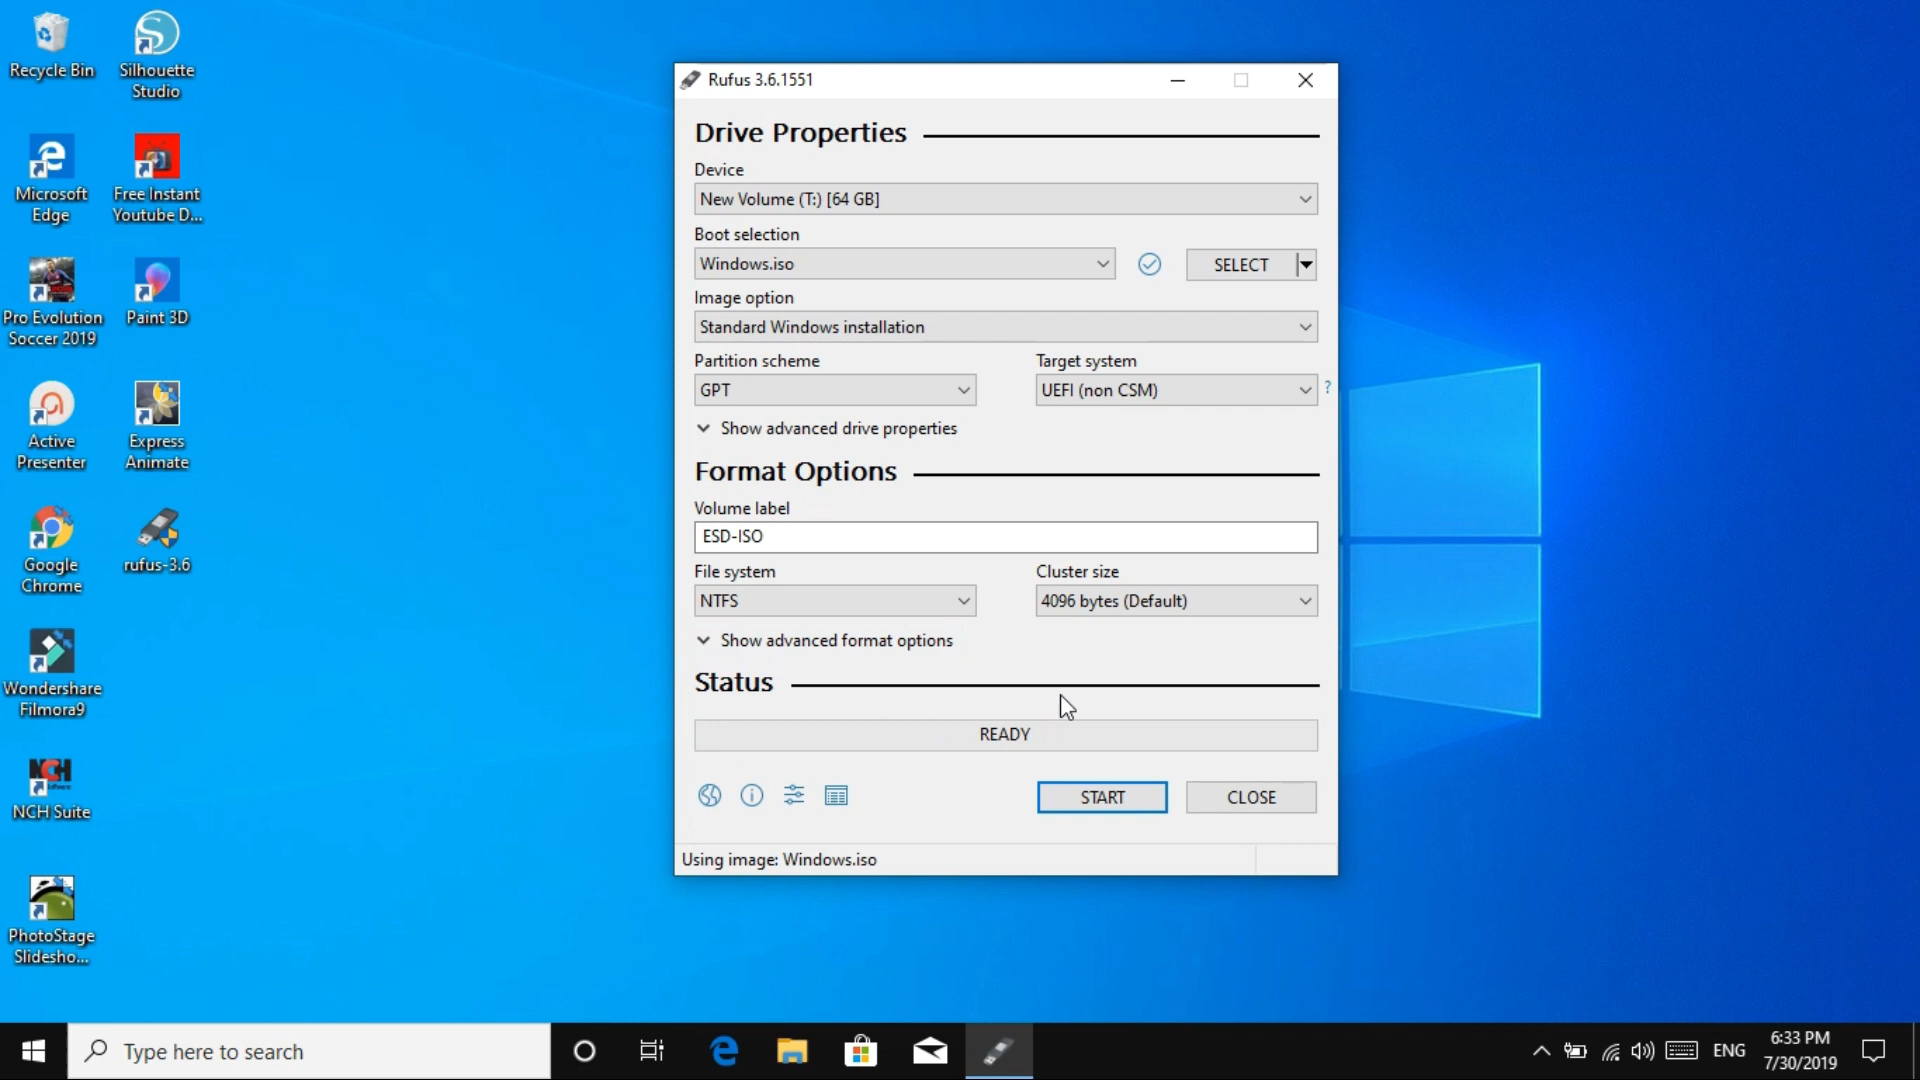 Recycle Bin
Silhouette
Studio
Microsoft
Edge
Free Instant
Youtube D...
Pro Evolution
Soccer 2019
Paint 3D
Active
Presenter
Express
Animate
Google
Chrome
rufus-3.6
Wondershare
Filmora9
NCH
NCH Suite
PhotoStage
Slidesho...
Rufus 3.6.1551
Drive Properties
Device
New Volume (T:) [64 GB]
Boot selection
Windows.iso
SELECT
Image option
Standard Windows installation
Partition scheme
Target system
GPT
UEFI (non CSM)
?
Show advanced drive properties
Format Options
Volume label
ESD-ISO
File system
Cluster size
NTFS
4096 bytes (Default)
Show advanced format options
Status
READY
START
CLOSE
Using image: Windows.iso
Type here to search
ENG
6:33 PM
7/30/2019